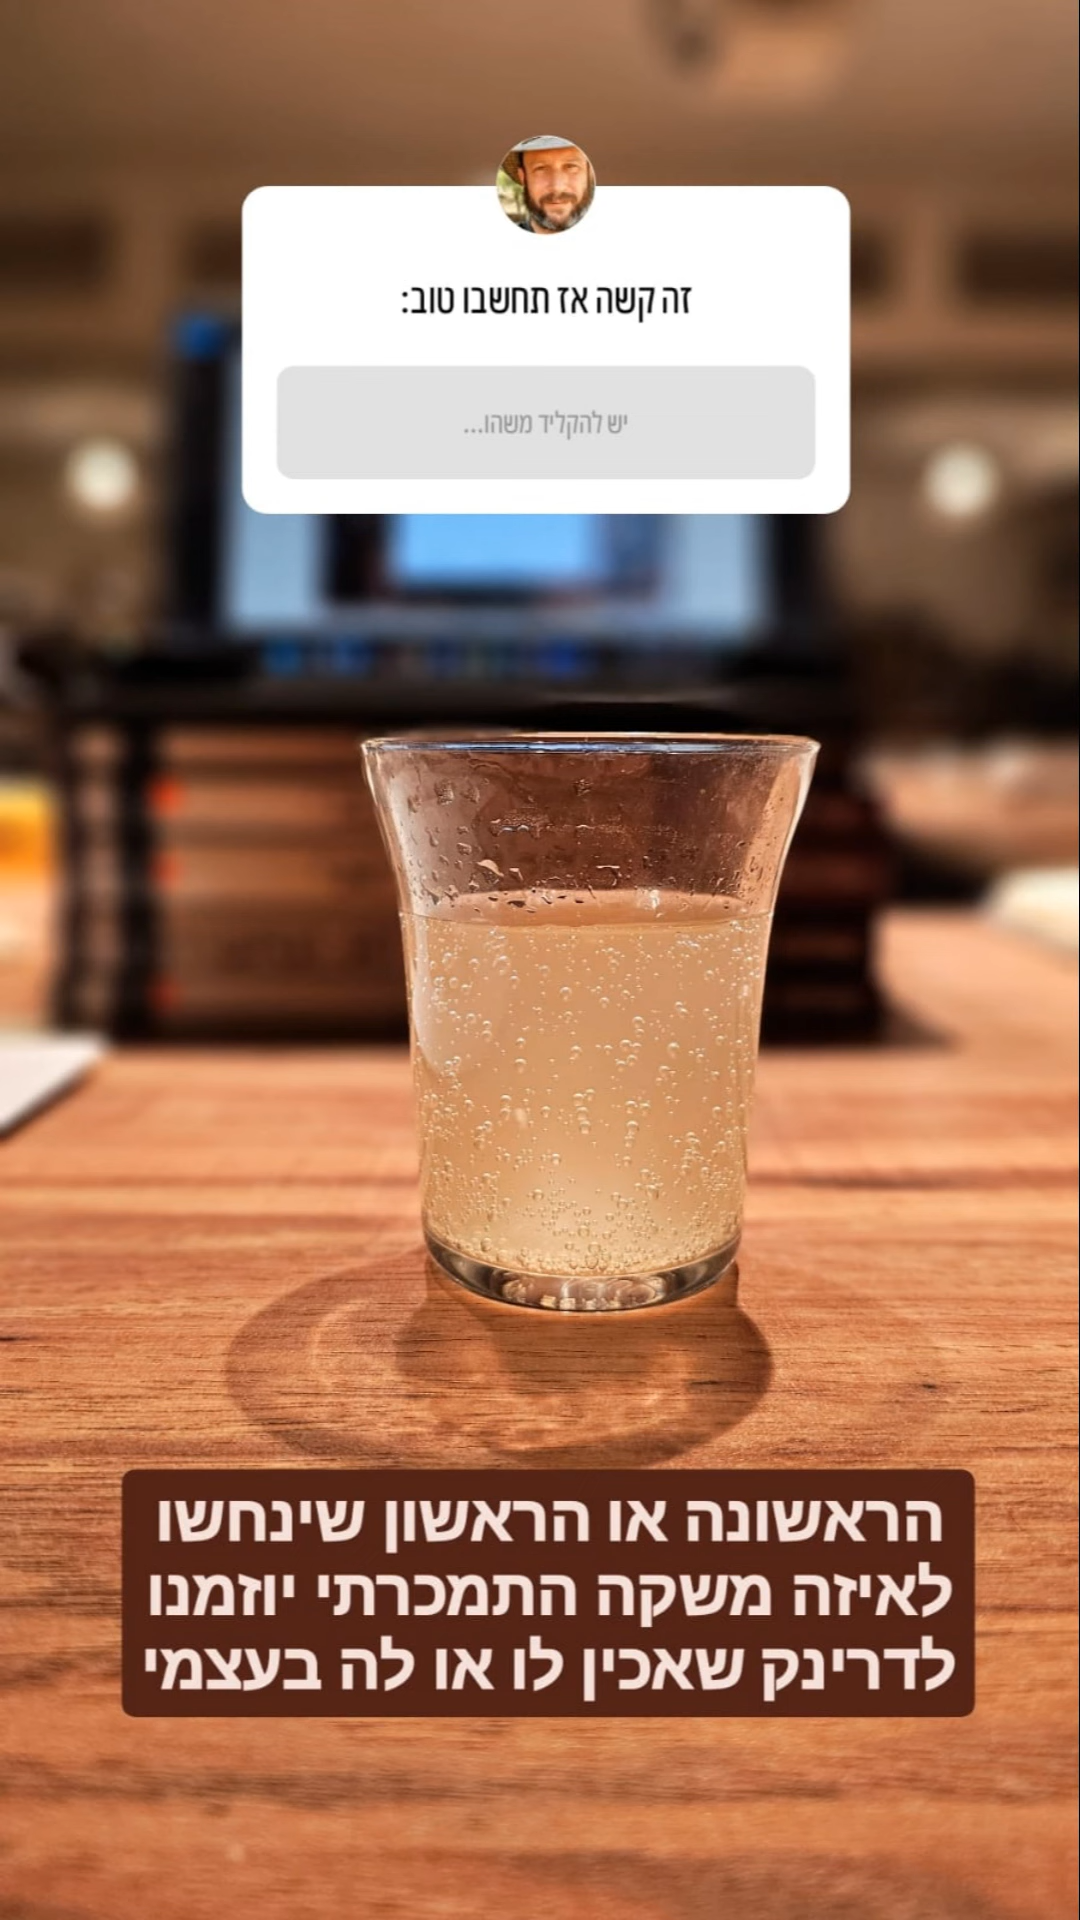 זה קשה אז תחשבו טוב:
יש להקליד משהו...
הראשונה או הראשון שינחשו
לאיזה משקה התמכרתי יוזמנו
לדרינק שאכין לו או לה בעצמי